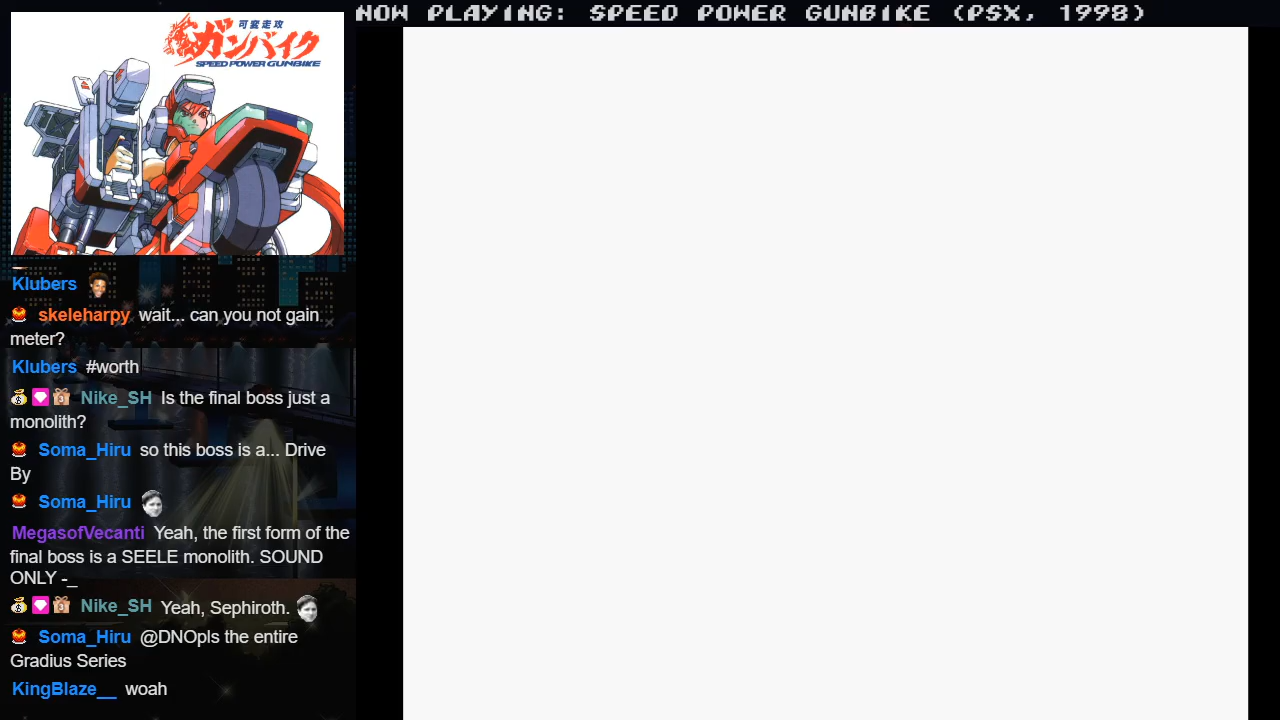 NOW PLAYING: SPEED POWER GUNBIKE (PSX, 1998)
可変走攻
ガンバイク
SPEED POWER GUNBIKE
Klubers
skeleharpy wait... can you not gain
meter?
Klubers #worth
Nike_SH Is the final boss just a
monolith?
Soma_Hiru so this boss is a... Drive
By
Soma_Hiru
MegasofVecanti Yeah, the first form of the
final boss is a SEELE monolith. SOUND
ONLY -_
Nike_SH Yeah, Sephiroth.
Soma_Hiru @DNOpls the entire
Gradius Series
KingBlaze__ woah